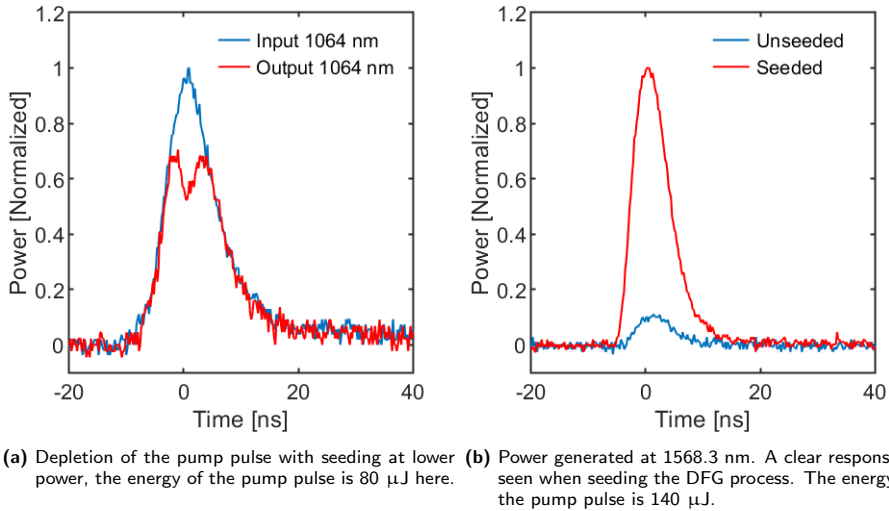 1.2
1
0.8
0.6
0.4
0.2
0
-20
0
20
40
Power [Normalized]
Time [ns]
Input 1064 nm
Output 1064 nm
1.2
1
0.8
0.6
0.4
0.2
0
-20
0
20
40
Power [Normalized]
Time [ns]
Unseeded
Seeded
(a) Depletion of the pump pulse with seeding at lower
power, the energy of the pump pulse is 80 μJ here.
(b) Power generated at 1568.3 nm. A clear respons
seen when seeding the DFG process. The energy
the pump pulse is 140 μJ.